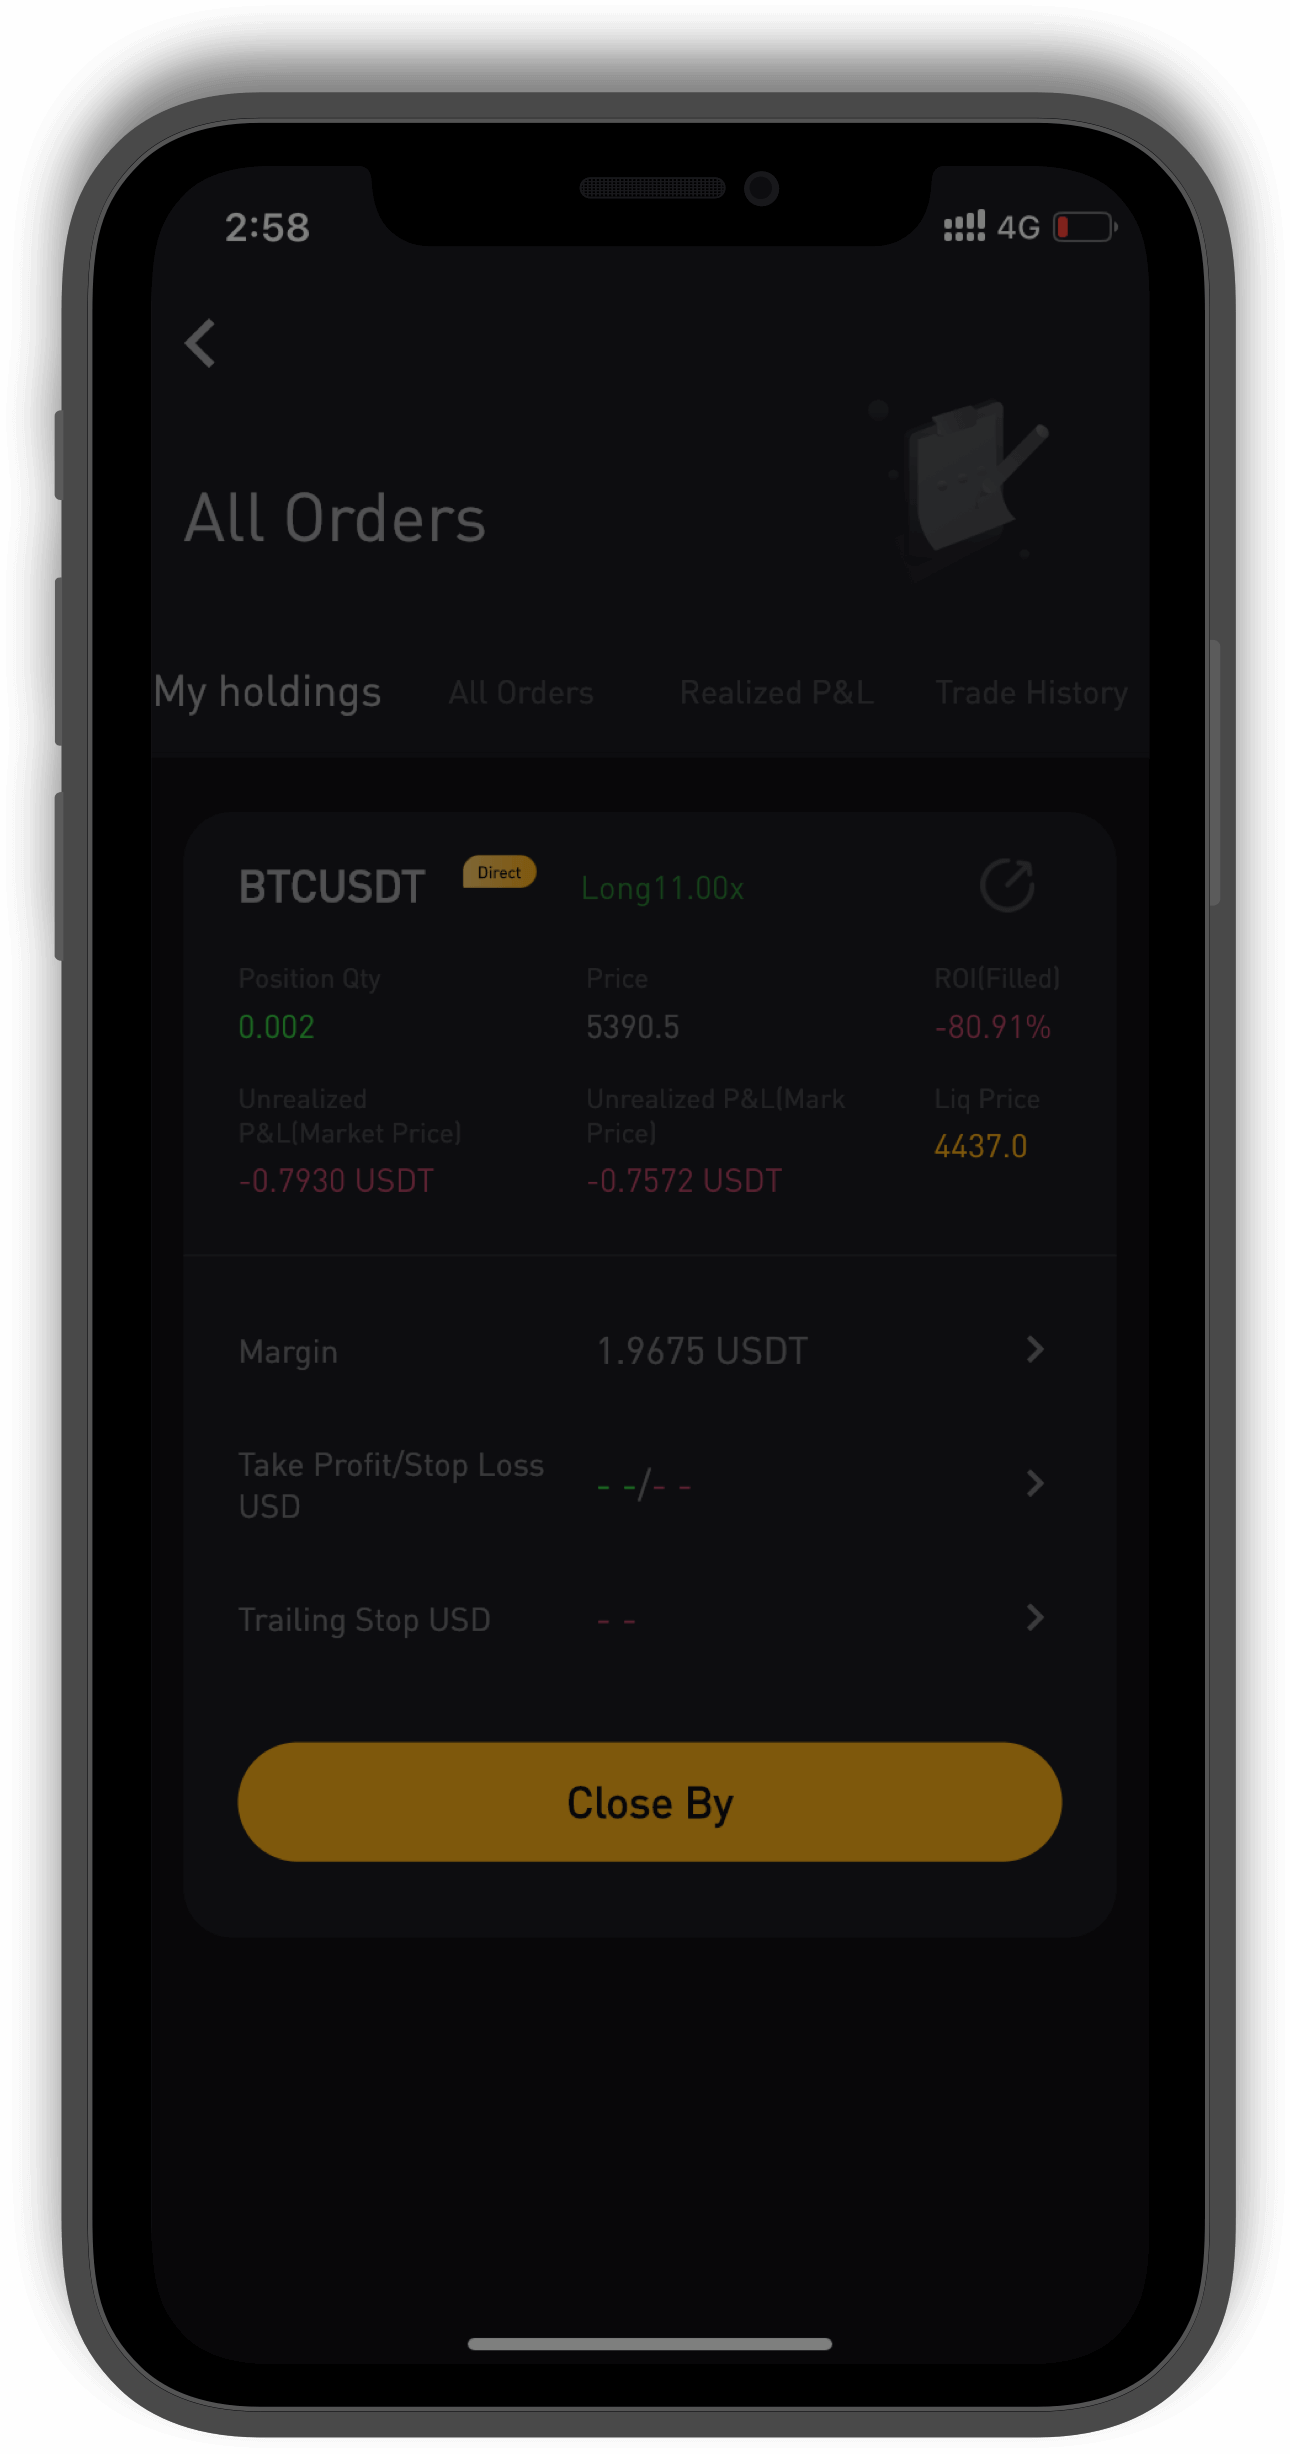 2:58
4G
All Orders
My holdings All Orders Realized P&L Trade History
BTCUSDT Direct Long11.00x
Position Qty Price ROI(Filled)
0.002 5390.5 -80.91%
Unrealized P&L(Market Price) Unrealized P&L(Mark Price) Liq Price
-0.7930 USDT -0.7572 USDT 4437.0
Margin 1.9675 USDT
Take Profit/Stop Loss
USD
- -/- -
Trailing Stop USD - -
Close By